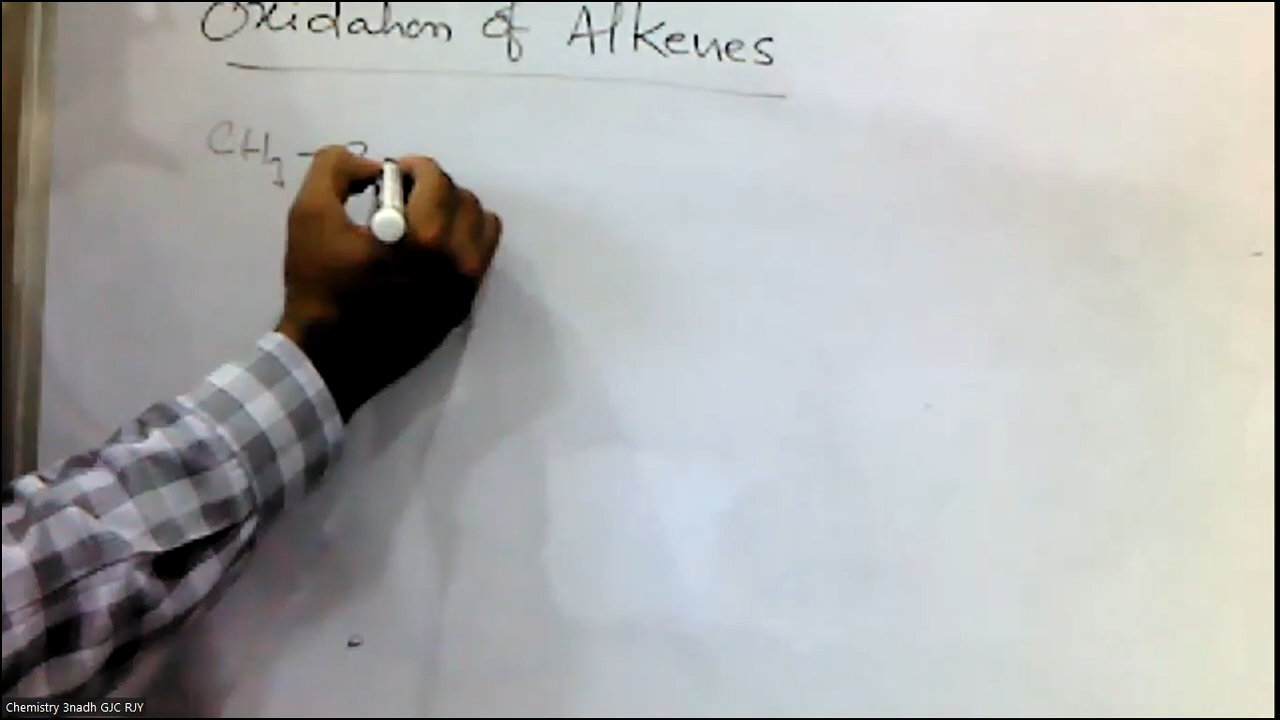 Oxidation of Alkenes
CH3 –
Chemistry 3nadh GJC RJY